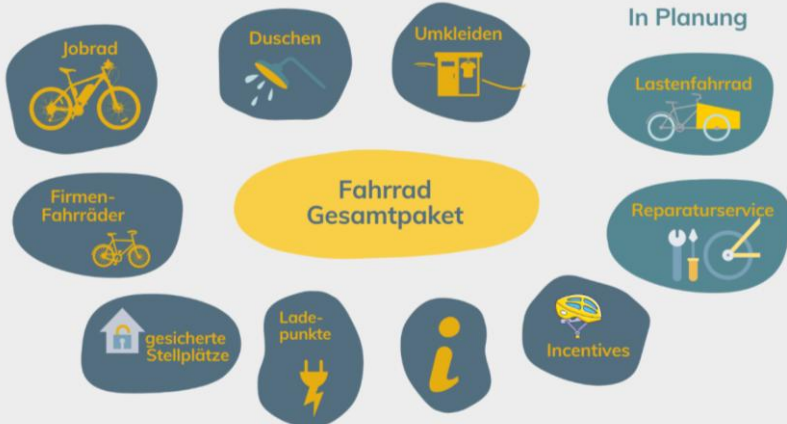 Jobrad
Duschen
Umkleiden
In Planung
Lastenfahrrad
Firmen-
Fahrräder
Fahrrad
Gesamtpaket
Reparaturservice
gesicherte
Stellplätze
Lade-
punkte
i
Incentives